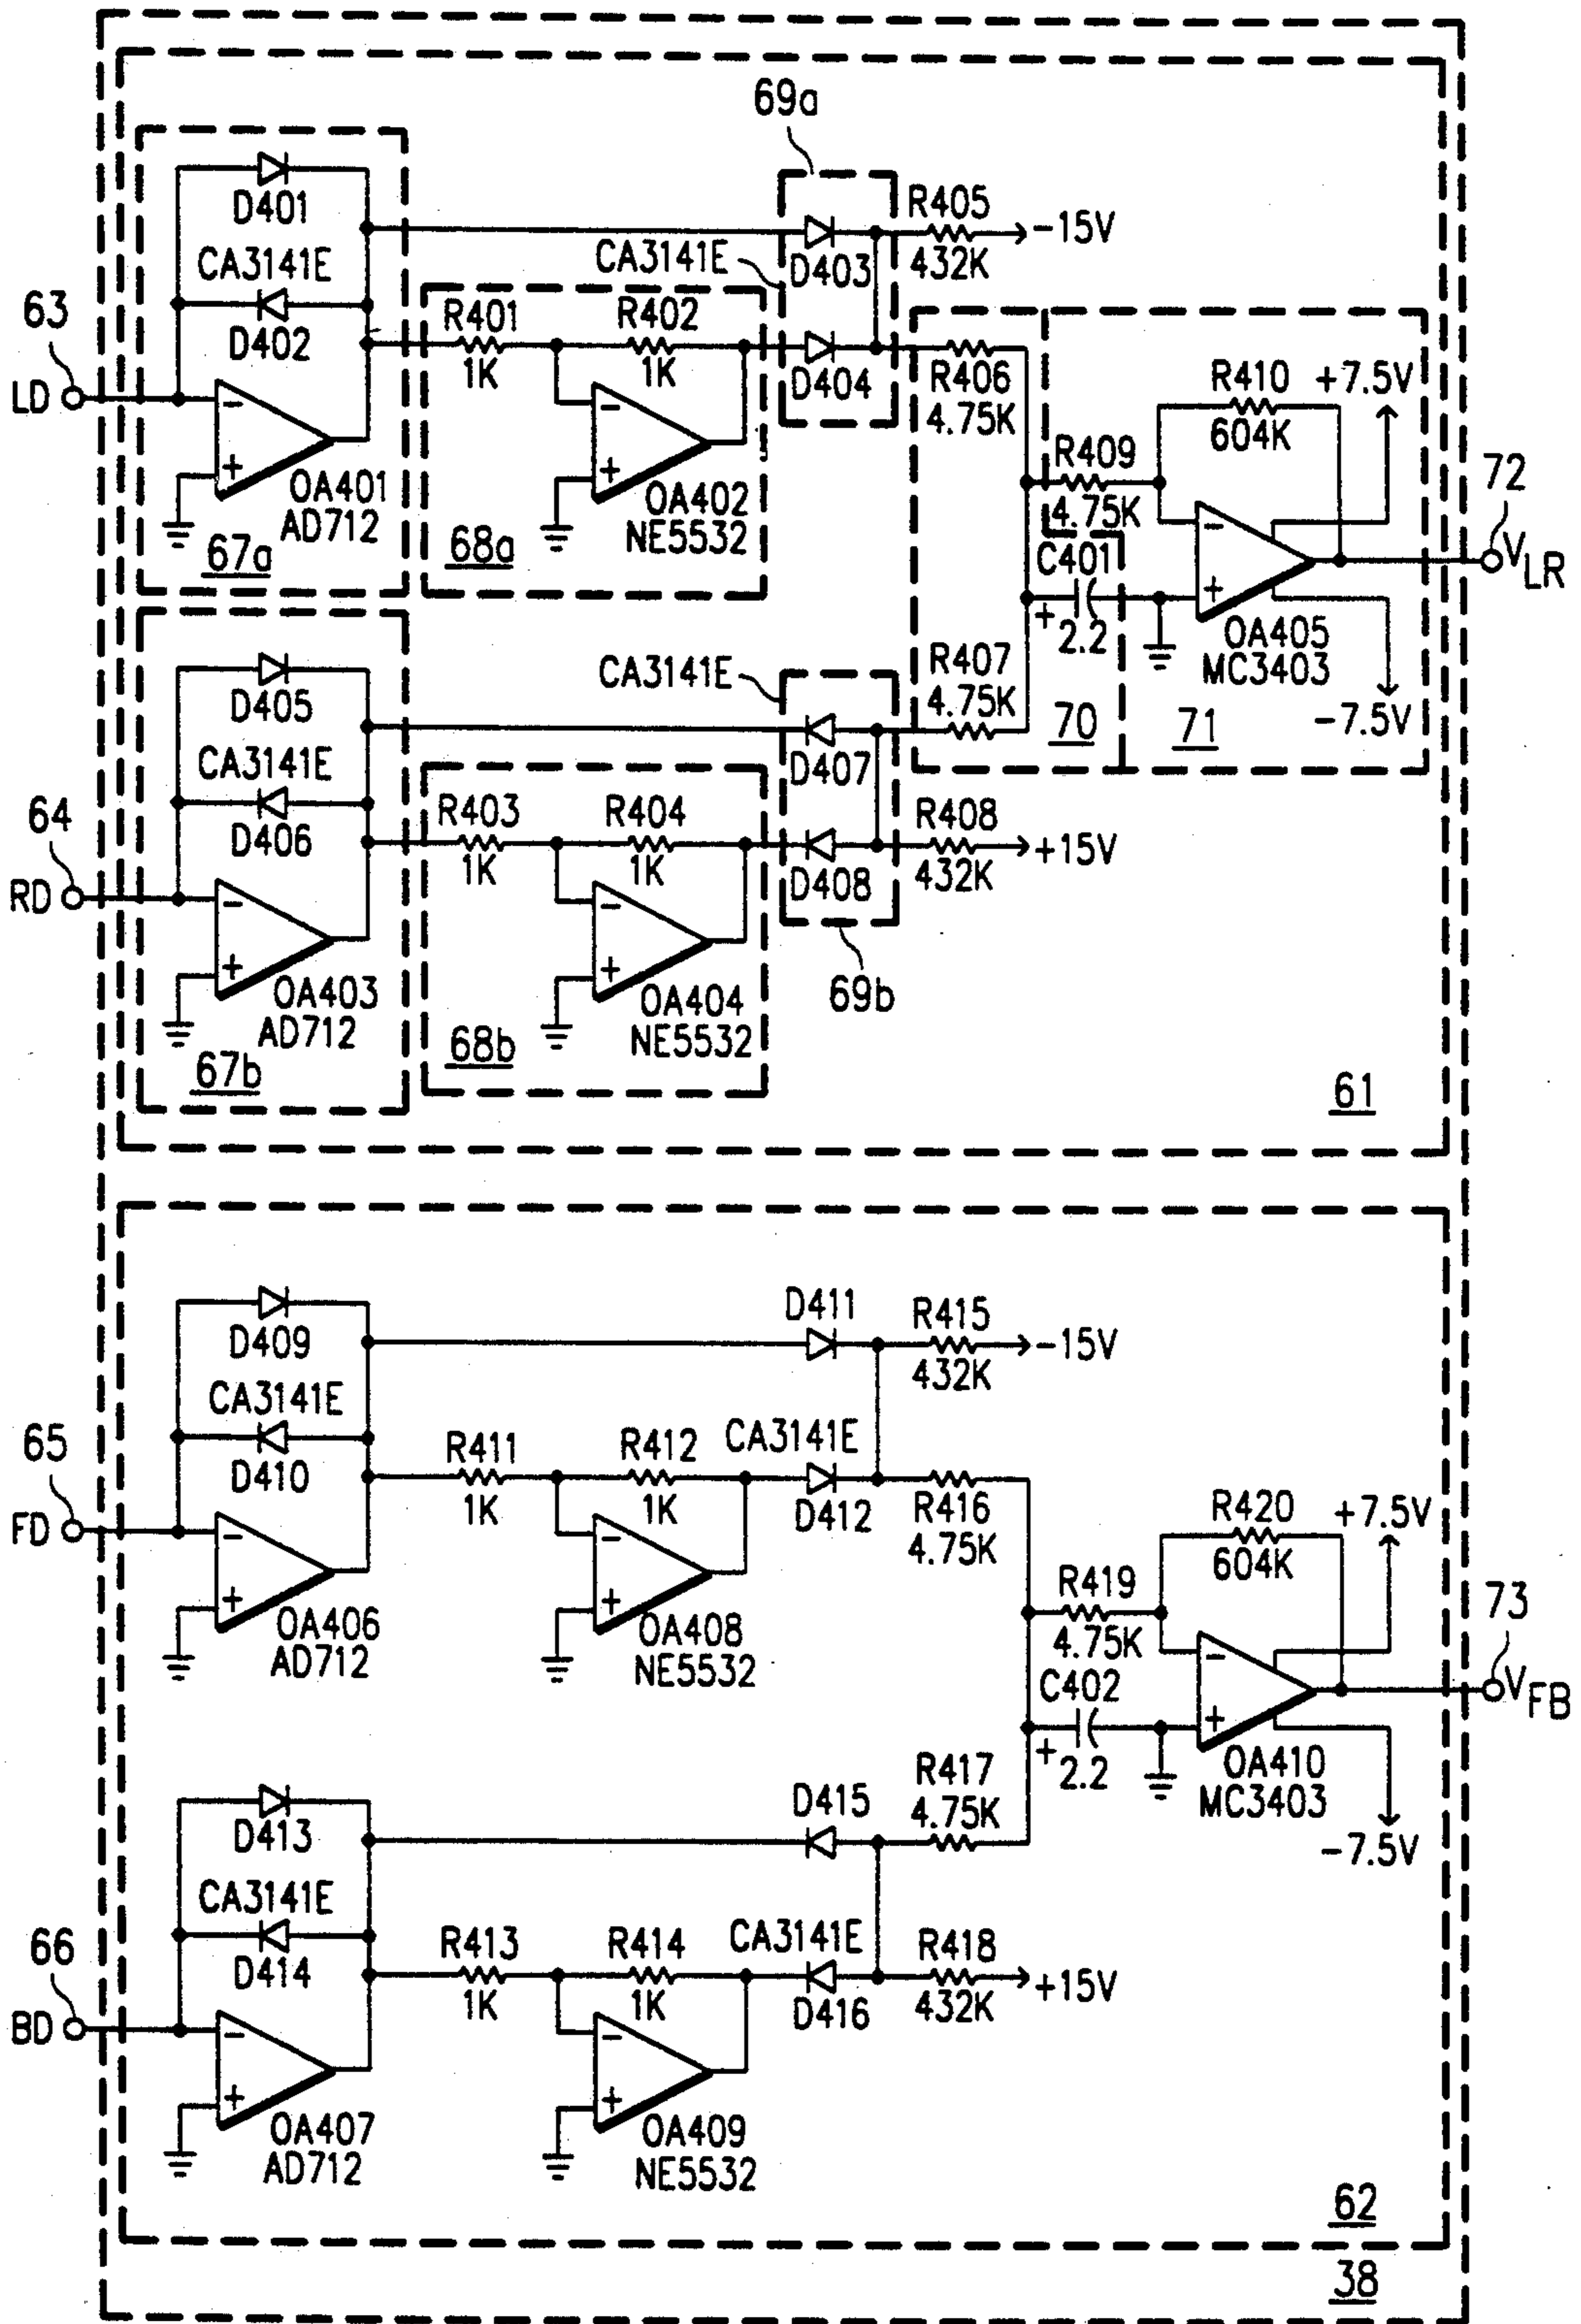 69a
D401
CA3141E
D402
63
LD
OA401
AD712
67a
R401
1K
R402
1K
OA402
NE5532
68a
CA3141E
D403
D404
R405
432K
-15V
R406
4.75K
R409
4.75K
R410
604K
+7.5V
-7.5V
C401
+
2.2
OA405
MC3403
72
VLR
70
71
D405
CA3141E
D406
64
RD
OA403
AD712
67b
R403
1K
R404
1K
OA404
NE5532
68b
CA3141E
D407
D408
69b
R407
4.75K
R408
432K
+15V
61
D409
CA3141E
D410
65
FD
OA406
AD712
R411
1K
R412
1K
OA408
NE5532
D411
CA3141E
D412
R415
432K
-15V
R416
4.75K
R419
4.75K
R420
604K
+7.5V
-7.5V
C402
+
2.2
OA410
MC3403
73
VFB
D413
CA3141E
D414
66
BD
OA407
AD712
R413
1K
R414
1K
OA409
NE5532
D415
CA3141E
D416
R417
4.75K
R418
432K
+15V
62
38